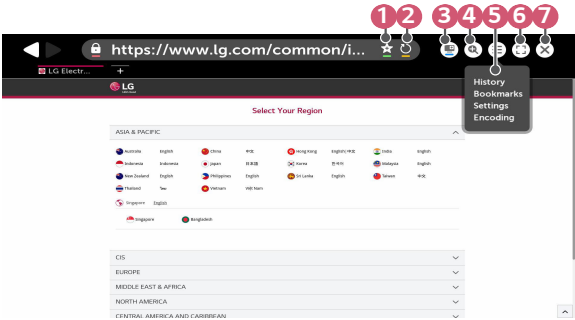 1 2 3 4 5 6 7
https://www.lg.com/common/i...
LG Electr... +
History
Bookmarks
Settings
Encoding
LG
Select Your Region
ASIA & PACIFIC
Australia English China 中文 Hong Kong English/中文 India English
Indonesia Indonesia Japan 日本語 Korea 한국어 Malaysia English
New Zealand English Philippines English Sri Lanka English Taiwan 中文
Thailand ไทย Vietnam Việt Nam
Singapore English
Singapore Bangladesh
CIS
EUROPE
MIDDLE EAST & AFRICA
NORTH AMERICA
CENTRAL AMERICA AND CARIBBEAN